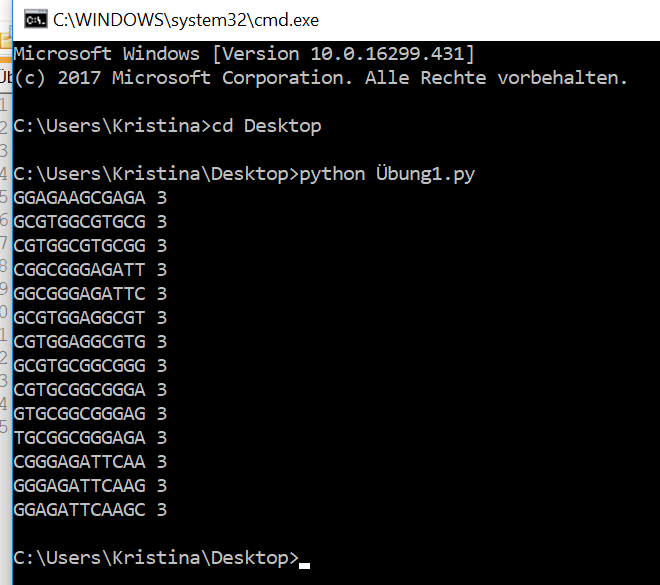 C:\WINDOWS\system32\cmd.exe
Microsoft Windows [Version 10.0.16299.431]
(c) 2017 Microsoft Corporation. Alle Rechte vorbehalten.
C:\Users\Kristina>cd Desktop
C:\Users\Kristina\Desktop>python Übung1.py
GGAGAAGCGAGA 3
GCGTGGCGTGCG 3
CGTGGCGTGCGG 3
CGGCGGGAGATT 3
GGCGGGAGATTC 3
GCGTGGAGGCGT 3
CGTGGAGGCGTG 3
GCGTGCGGCGGG 3
CGTGCGGCGGGA 3
GTGCGGCGGGAG 3
TGCGGCGGGAGA 3
CGGGAGATTCAA 3
GGGAGATTCAAG 3
GGAGATTCAAGC 3
C:\Users\Kristina\Desktop>